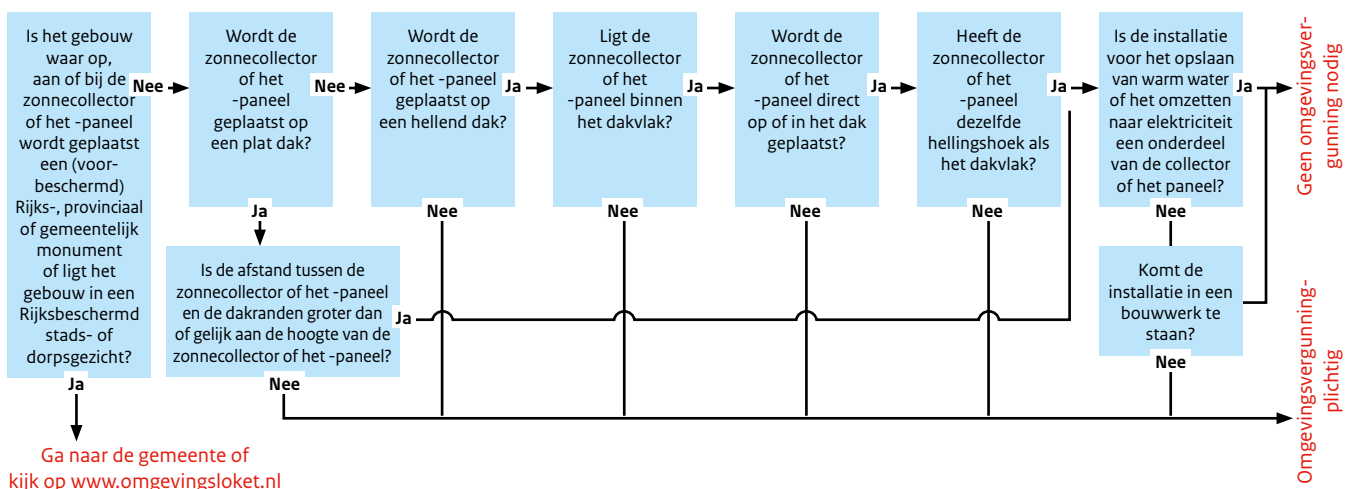 Is het gebouw
waar op,
aan of bij de
zonnecollector
of het -paneel
wordt geplaatst
een (voor-
beschermd)
Rijks-, provinciaal
of gemeentelijk
monument
of ligt het
gebouw in een
Rijksbeschermd
stads- of
dorpsgezicht?
Nee
Ja
Ga naar de gemeente of
kijk op www.omgevingsloket.nl
Wordt de
zonnecollector
of het
-paneel
geplaatst op
een plat dak?
Nee
Ja
Is de afstand tussen de
zonnecollector of het -paneel
en de dakranden groter dan
of gelijk aan de hoogte van de
zonnecollector of het -paneel?
Ja
Nee
Wordt de
zonnecollector
of het -paneel
geplaatst op
een hellend dak?
Ja
Nee
Ligt de
zonnecollector
of het
-paneel binnen
het dakvlak?
Ja
Nee
Wordt de
zonnecollector
of het
-paneel direct
op of in het dak
geplaatst?
Ja
Nee
Heeft de
zonnecollector
of het
-paneel
dezelfde
hellingshoek als
het dakvlak?
Ja
Nee
Is de installatie
voor het opslaan
van warm water
of het omzetten
naar elektriciteit
een onderdeel
van de collector
of het paneel?
Ja
Nee
Komt de
installatie in een
bouwwerk te
staan?
Nee
Geen omgevingsver-
gunning nodig
Omgevingsvergunning-
plichtig